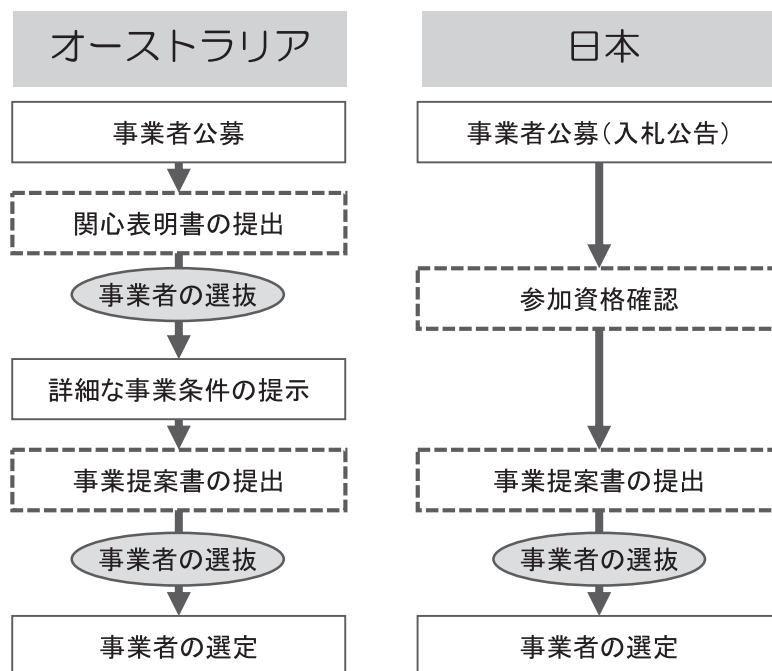 オーストラリア
事業者公募
関心表明書の提出
事業者の選抜
詳細な事業条件の提示
事業提案書の提出
事業者の選抜
事業者の選定
日本
事業者公募(入札公告)
参加資格確認
事業提案書の提出
事業者の選抜
事業者の選定